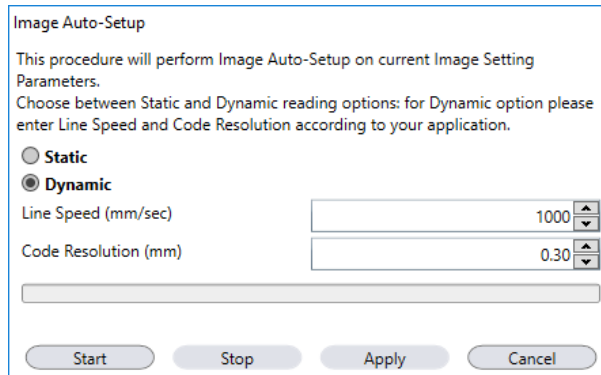 Image Auto-Setup
This procedure will perform Image Auto-Setup on current Image Setting
Parameters.
Choose between Static and Dynamic reading options: for Dynamic option please
enter Line Speed and Code Resolution according to your application.
Static
Dynamic
Line Speed (mm/sec) 1000
Code Resolution (mm) 0.30
Start Stop Apply Cancel